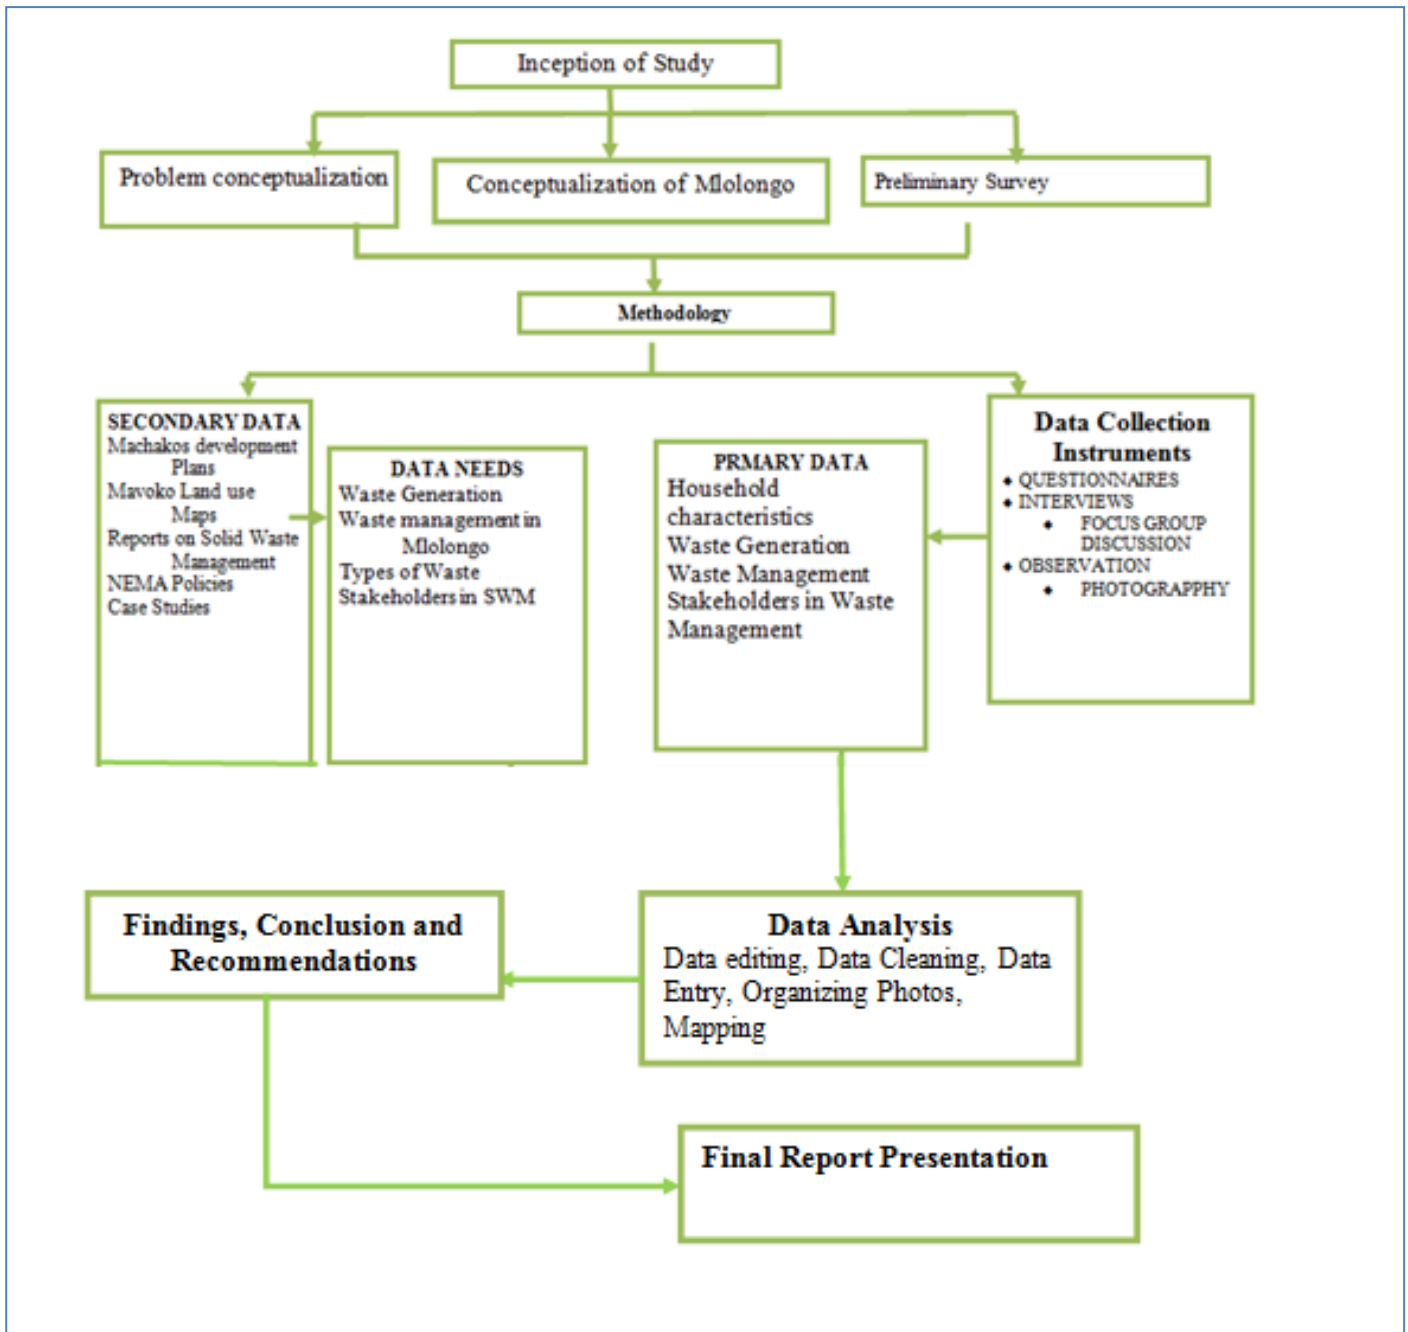 Inception of Study
Problem conceptualization
Conceptualization of Mlolongo
Preliminary Survey
Methodology
SECONDARY DATA
Machakos development
Plans
Mavoko Land use
Maps
Reports on Solid Waste
Management
NEMA Policies
Case Studies
DATA NEEDS
Waste Generation
Waste management in
Mlolongo
Types of Waste
Stakeholders in SWM
PRMARY DATA
Household
characteristics
Waste Generation
Waste Management
Stakeholders in Waste
Management
Data Collection
Instruments
◆ QUESTIONNAIRES
◆ INTERVIEWS
◆ FOCUS GROUP
DISCUSSION
◆ OBSERVATION
◆ PHOTOGRAPPHY
Findings, Conclusion and
Recommendations
Data Analysis
Data editing, Data Cleaning, Data
Entry, Organizing Photos,
Mapping
Final Report Presentation